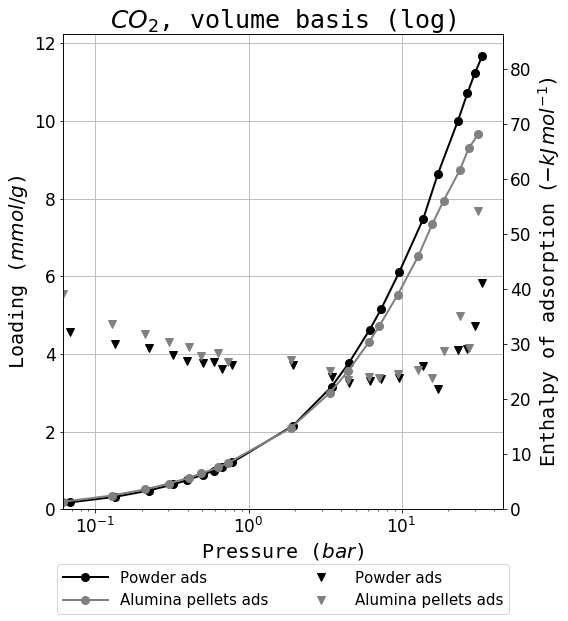 CO₂, volume basis (log)
12
10
8
6
4
2
0
80
70
60
50
40
30
20
10
0
Loading (mmol/g)
Enthalpy of adsorption (−kJ mol⁻¹)
10⁻¹ 10⁰ 10¹
Pressure (bar)
Powder ads Powder ads
Alumina pellets ads Alumina pellets ads